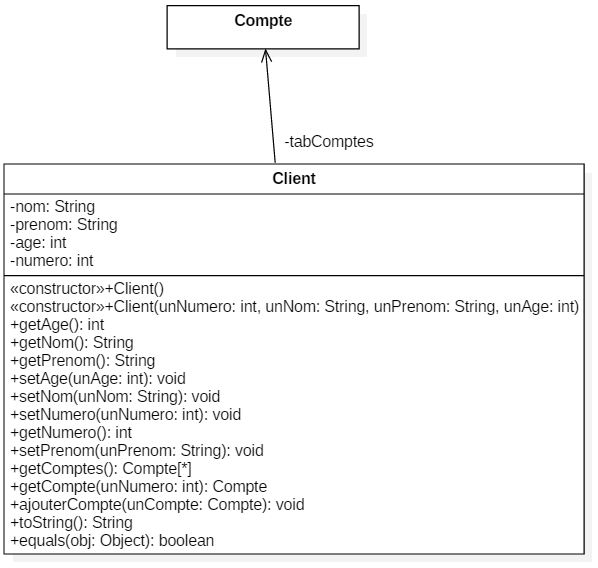 Compte
-tabComptes
Client
-nom: String
-prenom: String
-age: int
-numero: int
«constructor»+Client()
«constructor»+Client(unNumero: int, unNom: String, unPrenom: String, unAge: int)
+getAge(): int
+getNom(): String
+getPrenom(): String
+setAge(unAge: int): void
+setNom(unNom: String): void
+setNumero(unNumero: int): void
+getNumero(): int
+setPrenom(unPrenom: String): void
+getComptes(): Compte[*]
+getCompte(unNumero: int): Compte
+ajouterCompte(unCompte: Compte): void
+toString(): String
+equals(obj: Object): boolean